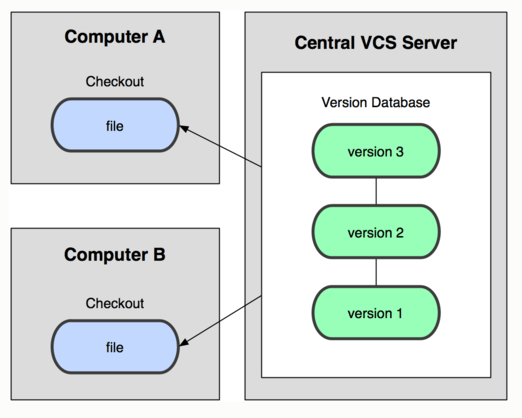 Computer A
Checkout
file
Computer B
Checkout
file
Central VCS Server
Version Database
version 3
version 2
version 1